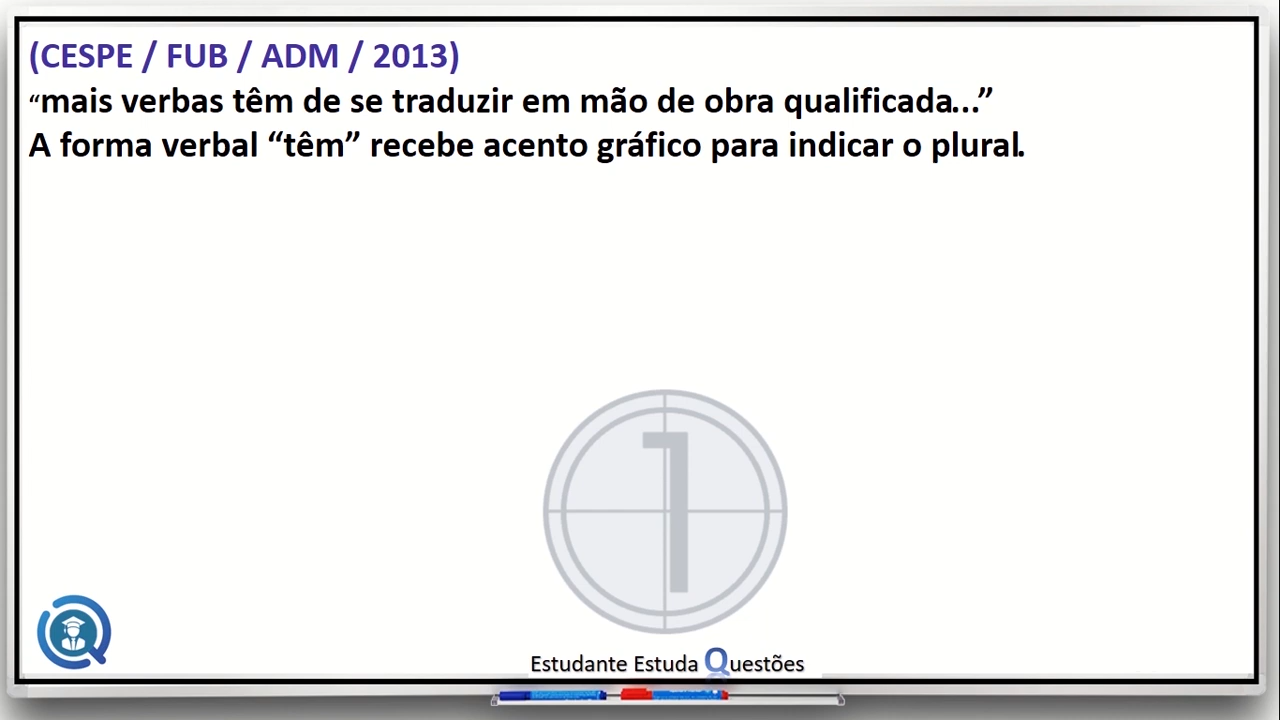 (CESPE / FUB / ADM / 2013)
“mais verbas têm de se traduzir em mão de obra qualificada...”
A forma verbal “têm” recebe acento gráfico para indicar o plural.
1
Estudante Estuda Questões